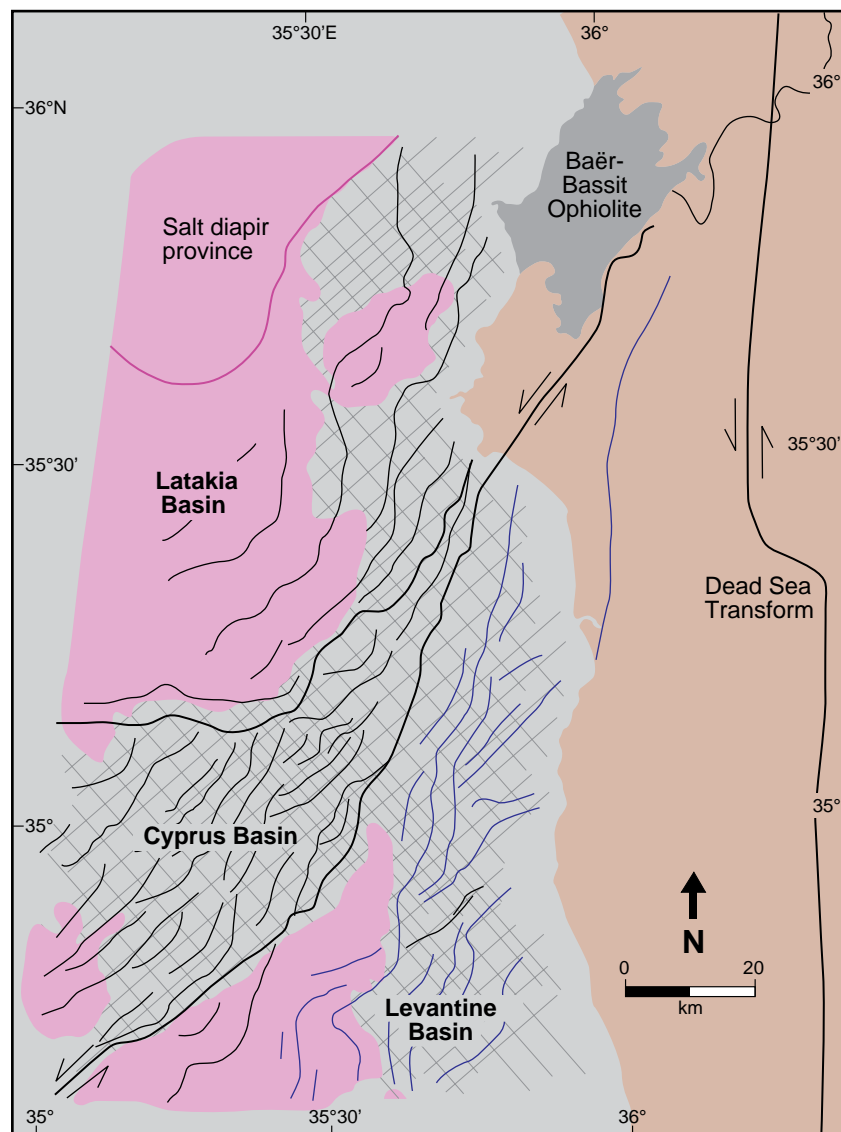 35°30'E
36°
36°
36°N
Baër-
Bassit
Ophiolite
Salt diapir
province
35°30'
35°30'
Latakia
Basin
Dead Sea
Transform
35°
35°
Cyprus Basin
N
0
20
km
Levantine
Basin
35°
35°30'
36°